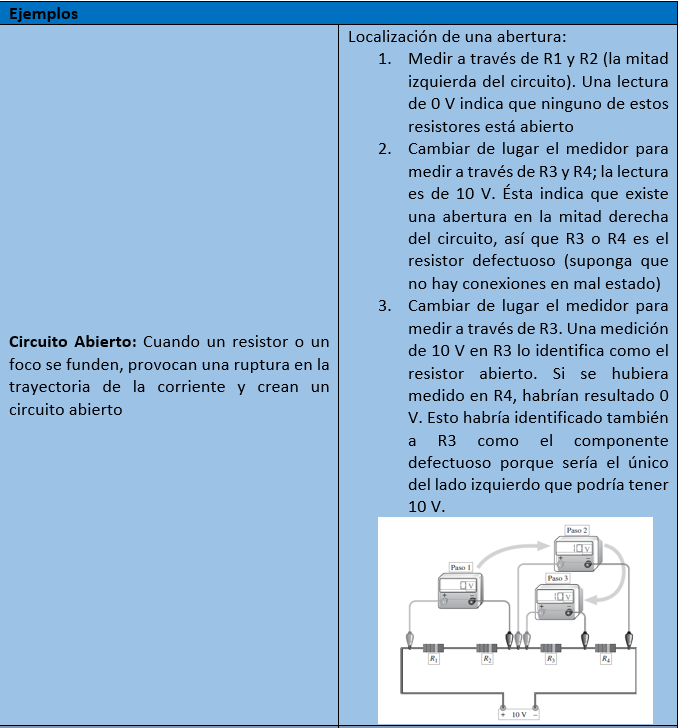 Ejemplos
Circuito Abierto: Cuando un resistor o un
foco se funden, provocan una ruptura en la
trayectoria de la corriente y crean un
circuito abierto
Localización de una abertura:
1. Medir a través de R1 y R2 (la mitad
izquierda del circuito). Una lectura
de 0 V indica que ninguno de estos
resistores está abierto
2. Cambiar de lugar el medidor para
medir a través de R3 y R4; la lectura
es de 10 V. Ésta indica que existe
una abertura en la mitad derecha
del circuito, así que R3 o R4 es el
resistor defectuoso (suponga que
no hay conexiones en mal estado)
3. Cambiar de lugar el medidor para
medir a través de R3. Una medición
de 10 V en R3 lo identifica como el
resistor abierto. Si se hubiera
medido en R4, habrían resultado 0
V. Esto habría identificado también
a R3 como el componente
defectuoso porque sería el único
del lado izquierdo que podría tener
10 V.
Paso 2
10 V
Paso 1
0 V
Paso 3
10 V
R1 R2 R3 R4
+ 10 V −